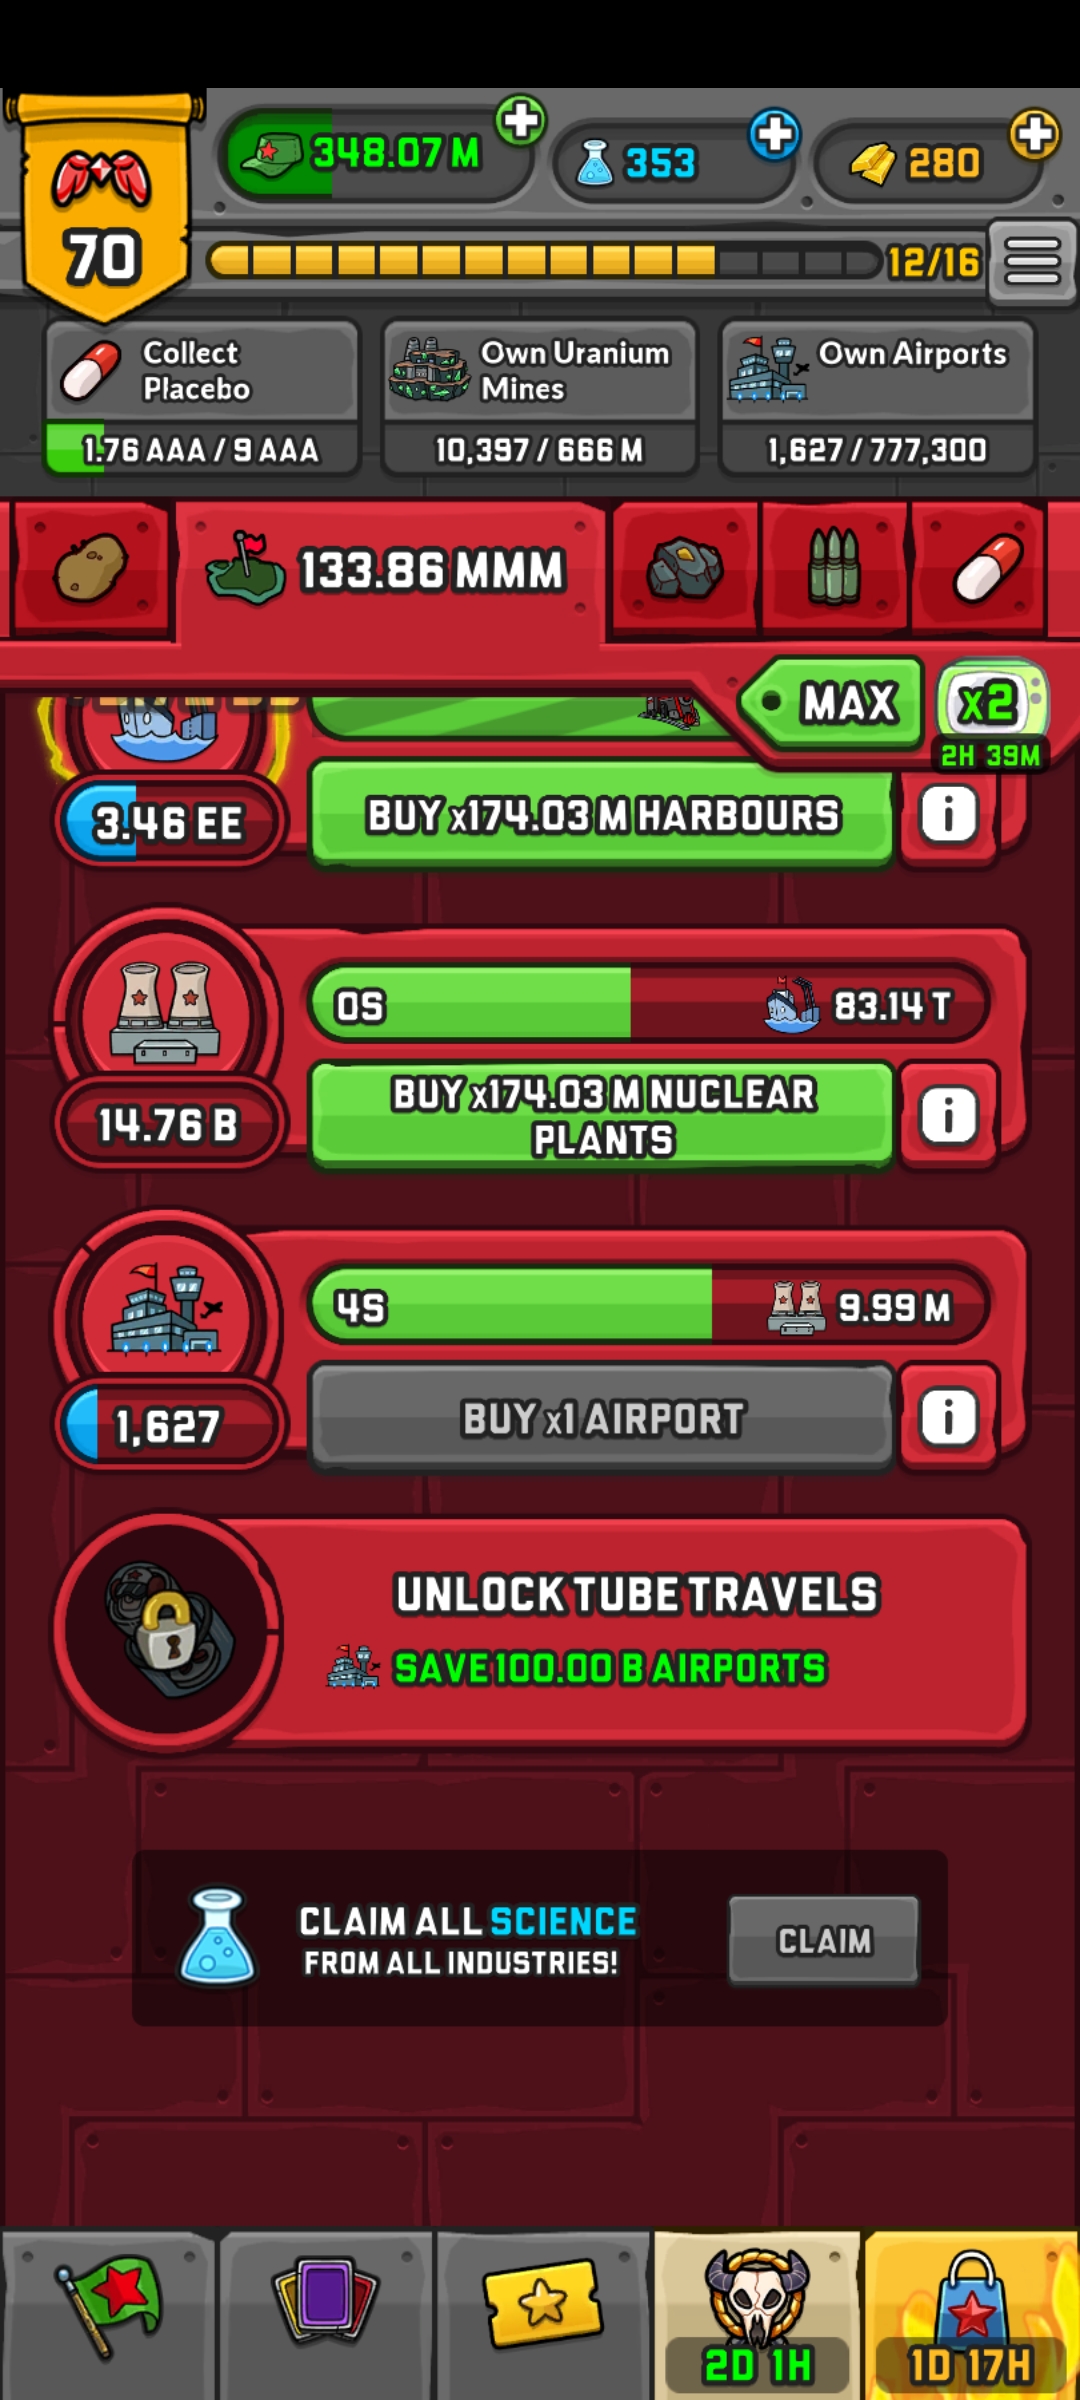 348.07 M
353
280
70
12/16
Collect
Placebo
Own Uranium
Mines
Own Airports
1.76 AAA / 9 AAA
10,397 / 666 M
1,627 / 777,300
133.86 MMM
MAX
x2
2H 39M
3.46 EE
BUY x174.03 M HARBOURS
i
0S
83.14 T
14.76 B
BUY x174.03 M NUCLEAR
PLANTS
i
4S
9.99 M
1,627
BUY x1 AIRPORT
i
UNLOCK TUBE TRAVELS
SAVE 100.00 B AIRPORTS
CLAIM ALL SCIENCE
FROM ALL INDUSTRIES!
CLAIM
2D 1H
1D 17H